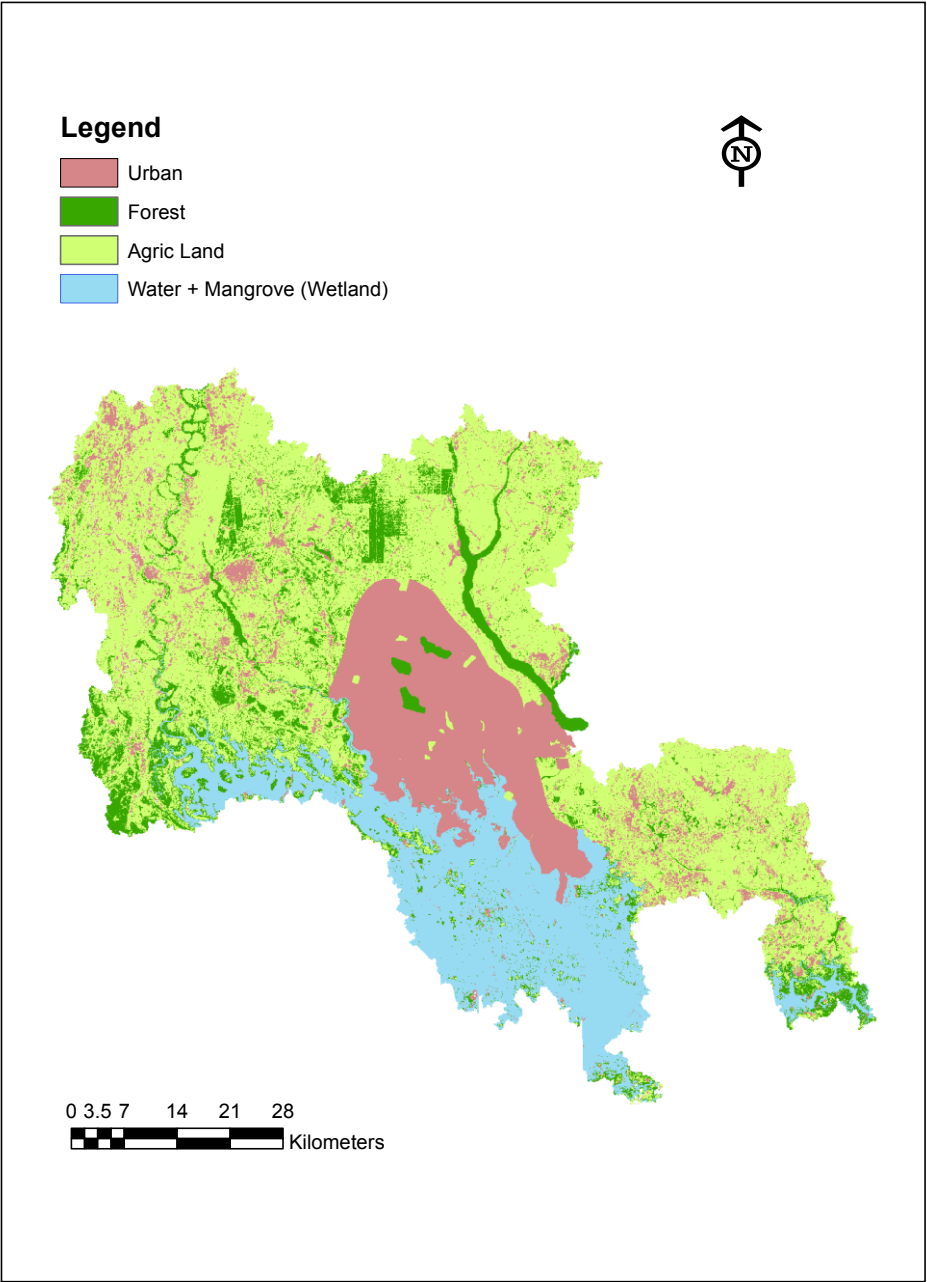 Legend
N
Urban
Forest
Agric Land
Water + Mangrove (Wetland)
0 3.5 7 14 21 28
Kilometers